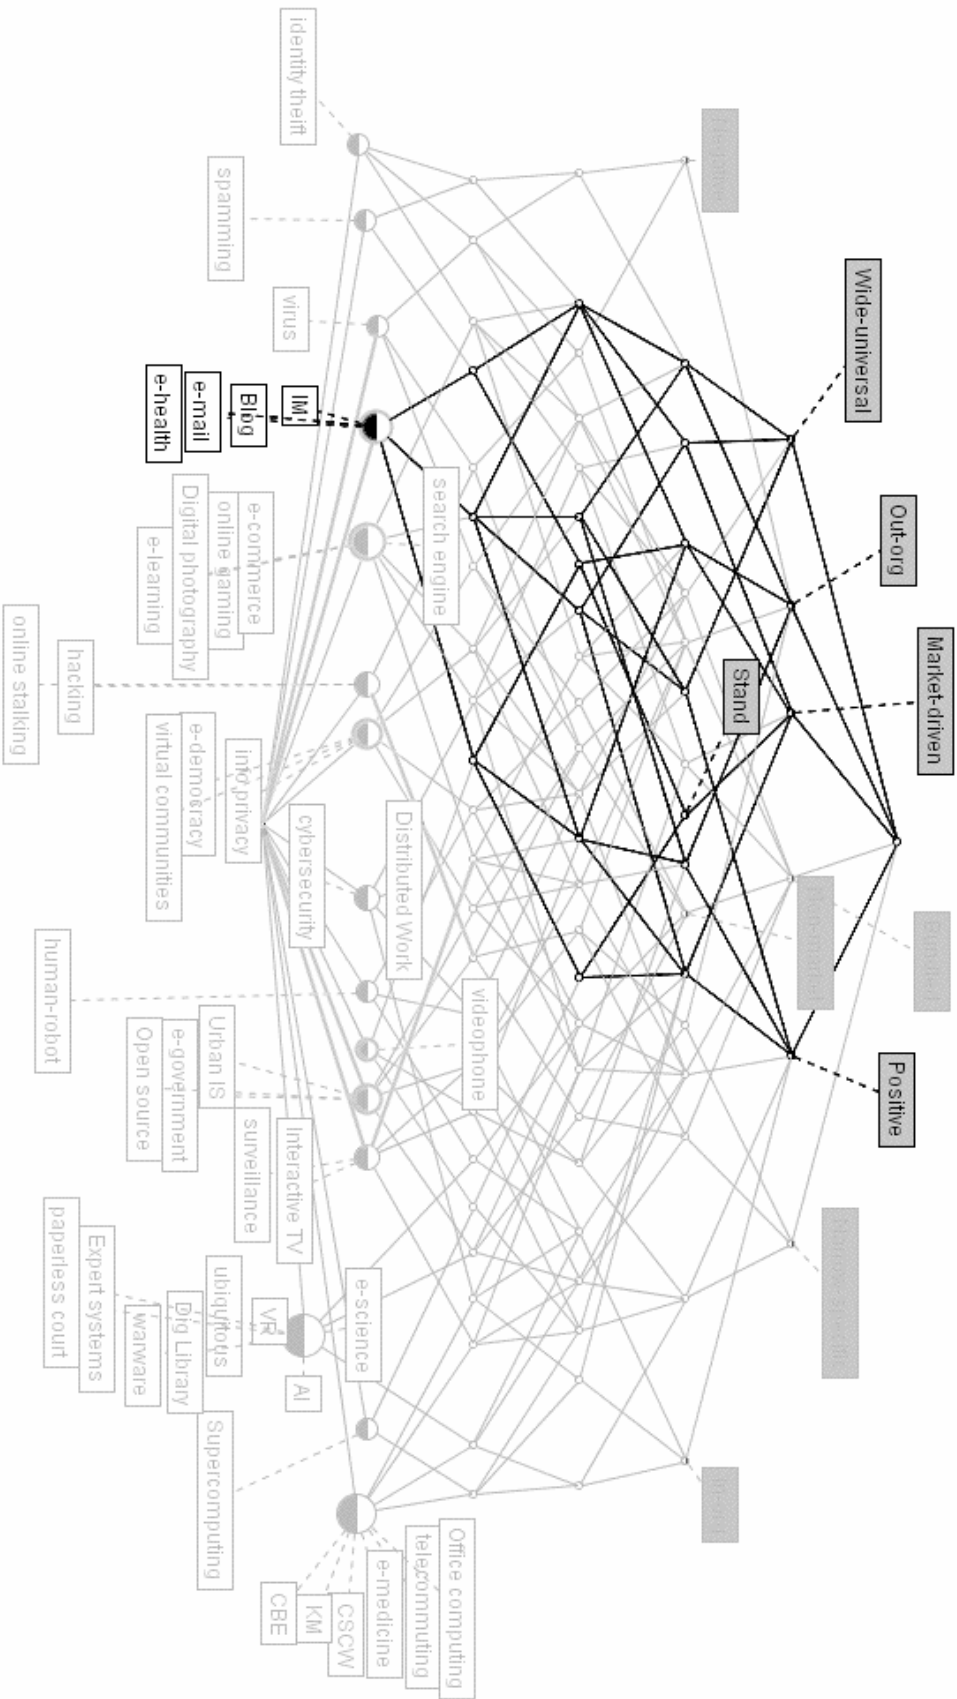 Negative
Wide-universal
Out-org
Market-driven
Stand
Positive
identity theift
spamming
virus
IM
Blog
e-mail
e-health
search engine
e-commerce
online gaming
Digital photography
e-learning
hacking
online stalking
e-democracy
virtual communities
info privacy
cybersecurity
Distributed Work
human-robot
videophone
Urban IS
e-government
Open source
surveillance
Interactive TV
e-science
VR
ubiquitous
Dig Library
warware
Expert systems
paperless court
AI
Supercomputing
Office computing
telecommuting
e-medicine
CSCW
KM
CBE